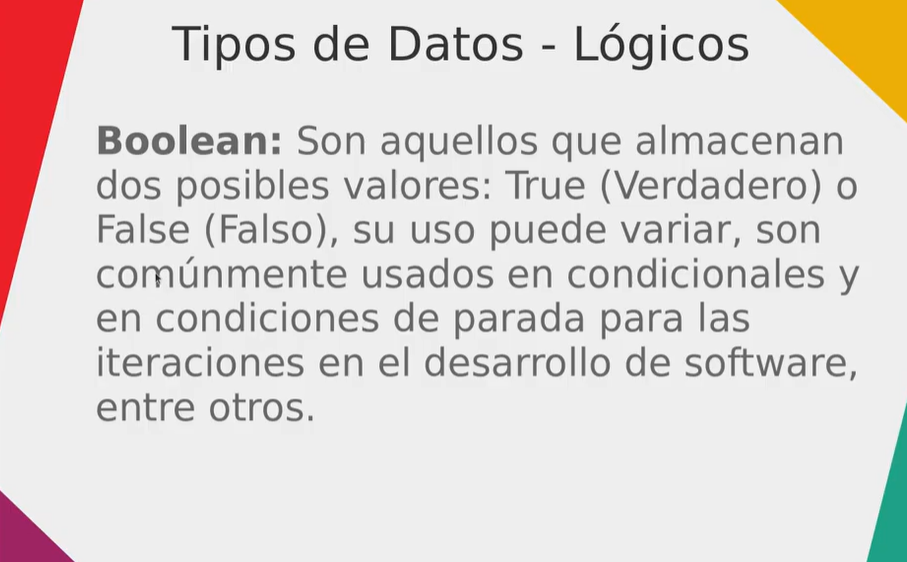 Tipos de Datos - Lógicos
Boolean: Son aquellos que almacenan
dos posibles valores: True (Verdadero) o
False (Falso), su uso puede variar, son
comúnmente usados en condicionales y
en condiciones de parada para las
iteraciones en el desarrollo de software,
entre otros.